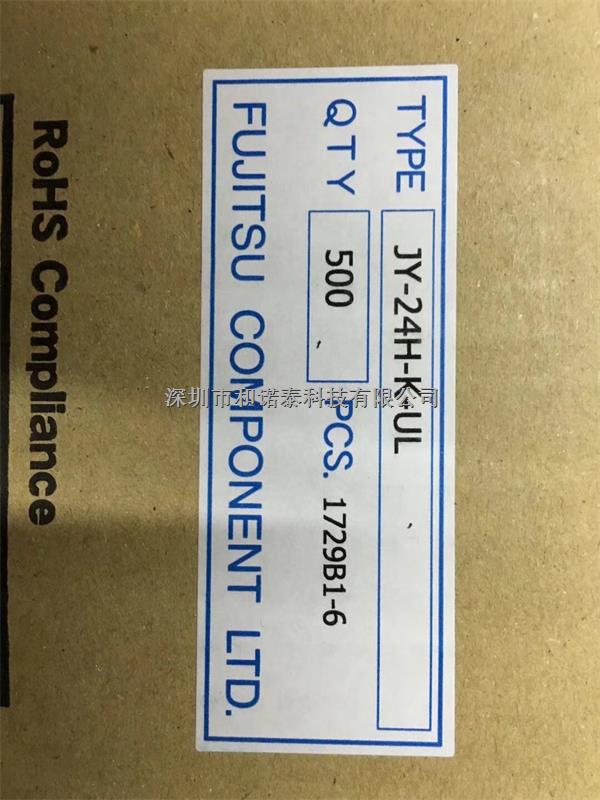 TYPE JY-24H-K-UL
QTY 500 PCS. 1729B1-6
FUJITSU COMPONENT LTD.
RoHS Compliance
深圳市和诺泰科技有限公司